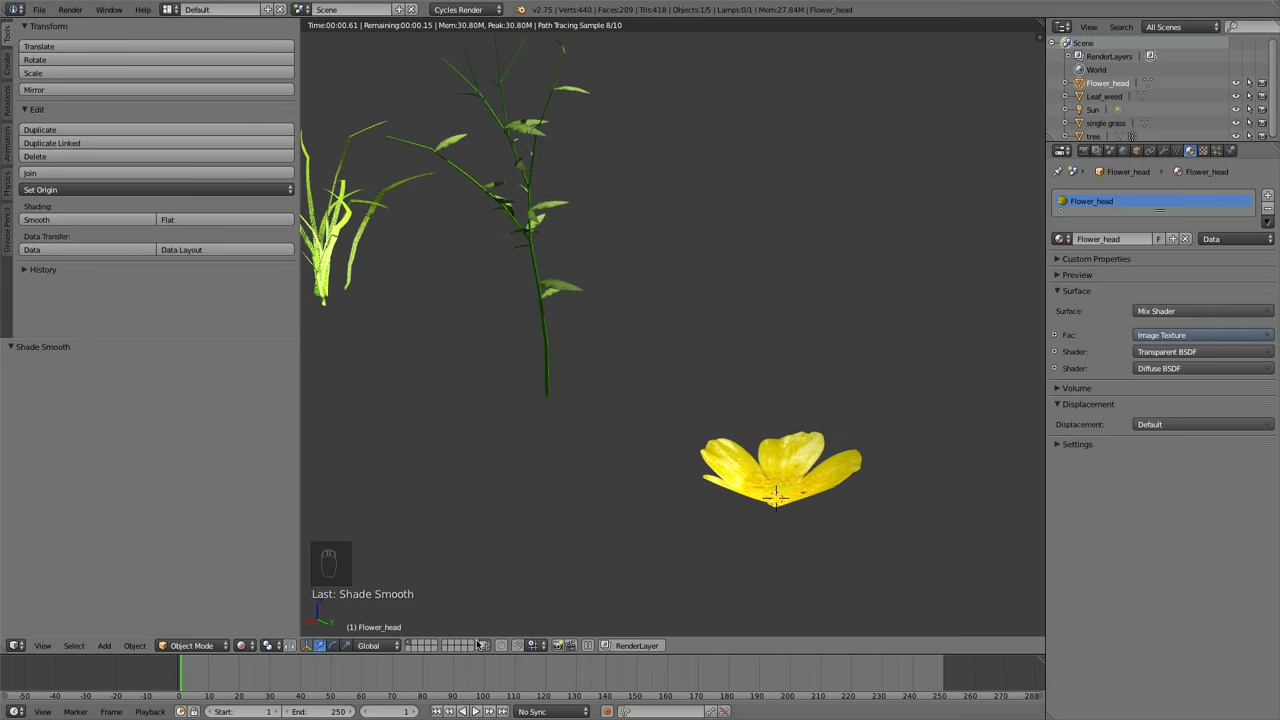 File Render Window Help Default Scene Cycles Render v2.75 | Verts:440 | Faces:209 | Tris:418 | Objects:1/5 | Lamps:0/1 | Mem:27.84M | Flower_head
Time:00:00.61 | Remaining:00:00.15 | Mem:30.80M, Peak:30.80M | Path Tracing Sample 8/10
Tools
Create
Relations
Animation
Physics
Grease Pencil
Transform
Translate
Rotate
Scale
Mirror
Edit
Duplicate
Duplicate Linked
Delete
Join
Set Origin
Shading:
Smooth Flat
Data Transfer:
Data Data Layout
History
Shade Smooth
Last: Shade Smooth
(1) Flower_head
View Search All Scenes
Scene
RenderLayers
World
Flower_head
Leaf_weed
Sun
single grass
tree
Flower_head Flower_head
Flower_head
Flower_head F Data
Custom Properties
Preview
Surface
Surface: Mix Shader
Fac: Image Texture
Shader: Transparent BSDF
Shader: Diffuse BSDF
Volume
Displacement
Displacement: Default
Settings
View Select Add Object Object Mode Global RenderLayer
-50 -40 -30 -20 -10 0 10 20 30 40 50 60 70 80 90 100 110 120 130 140 150 160 170 180 190 200 210 220 230 240 250 260 270 280
View Marker Frame Playback Start: 1 End: 250 1 No Sync